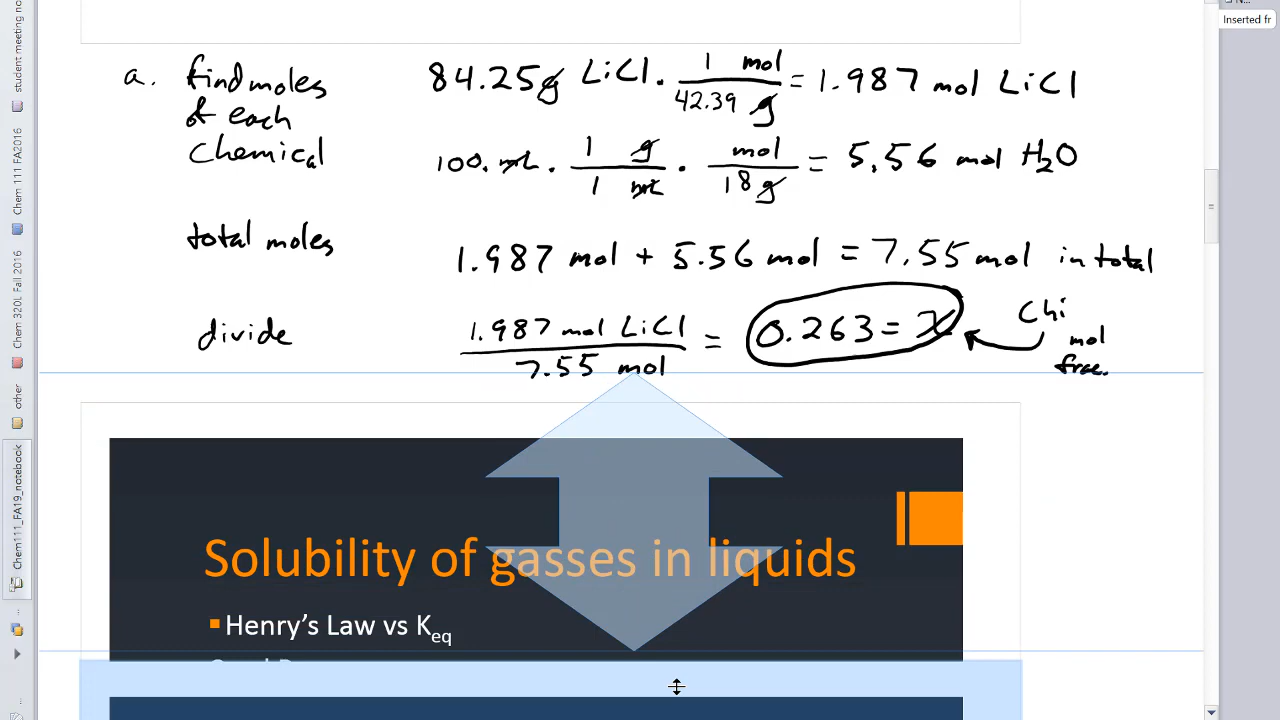 Inserted fr
a. find moles of each chemical
84.25g LiCl · 1 mol / 42.39 g = 1.987 mol LiCl
100. mL · 1 g / 1 mL · mol / 18 g = 5.56 mol H₂O
total moles 1.987 mol + 5.56 mol = 7.55 mol in total
divide 1.987 mol LiCl / 7.55 mol = 0.263 = χ
Chi
mol
frac.
Solubility of gasses in liquids
Henry's Law vs Keq
student meeting no
Chem 111 FA2016
Chem 320L Fall 2016
other
Chem111_FA19_notebook